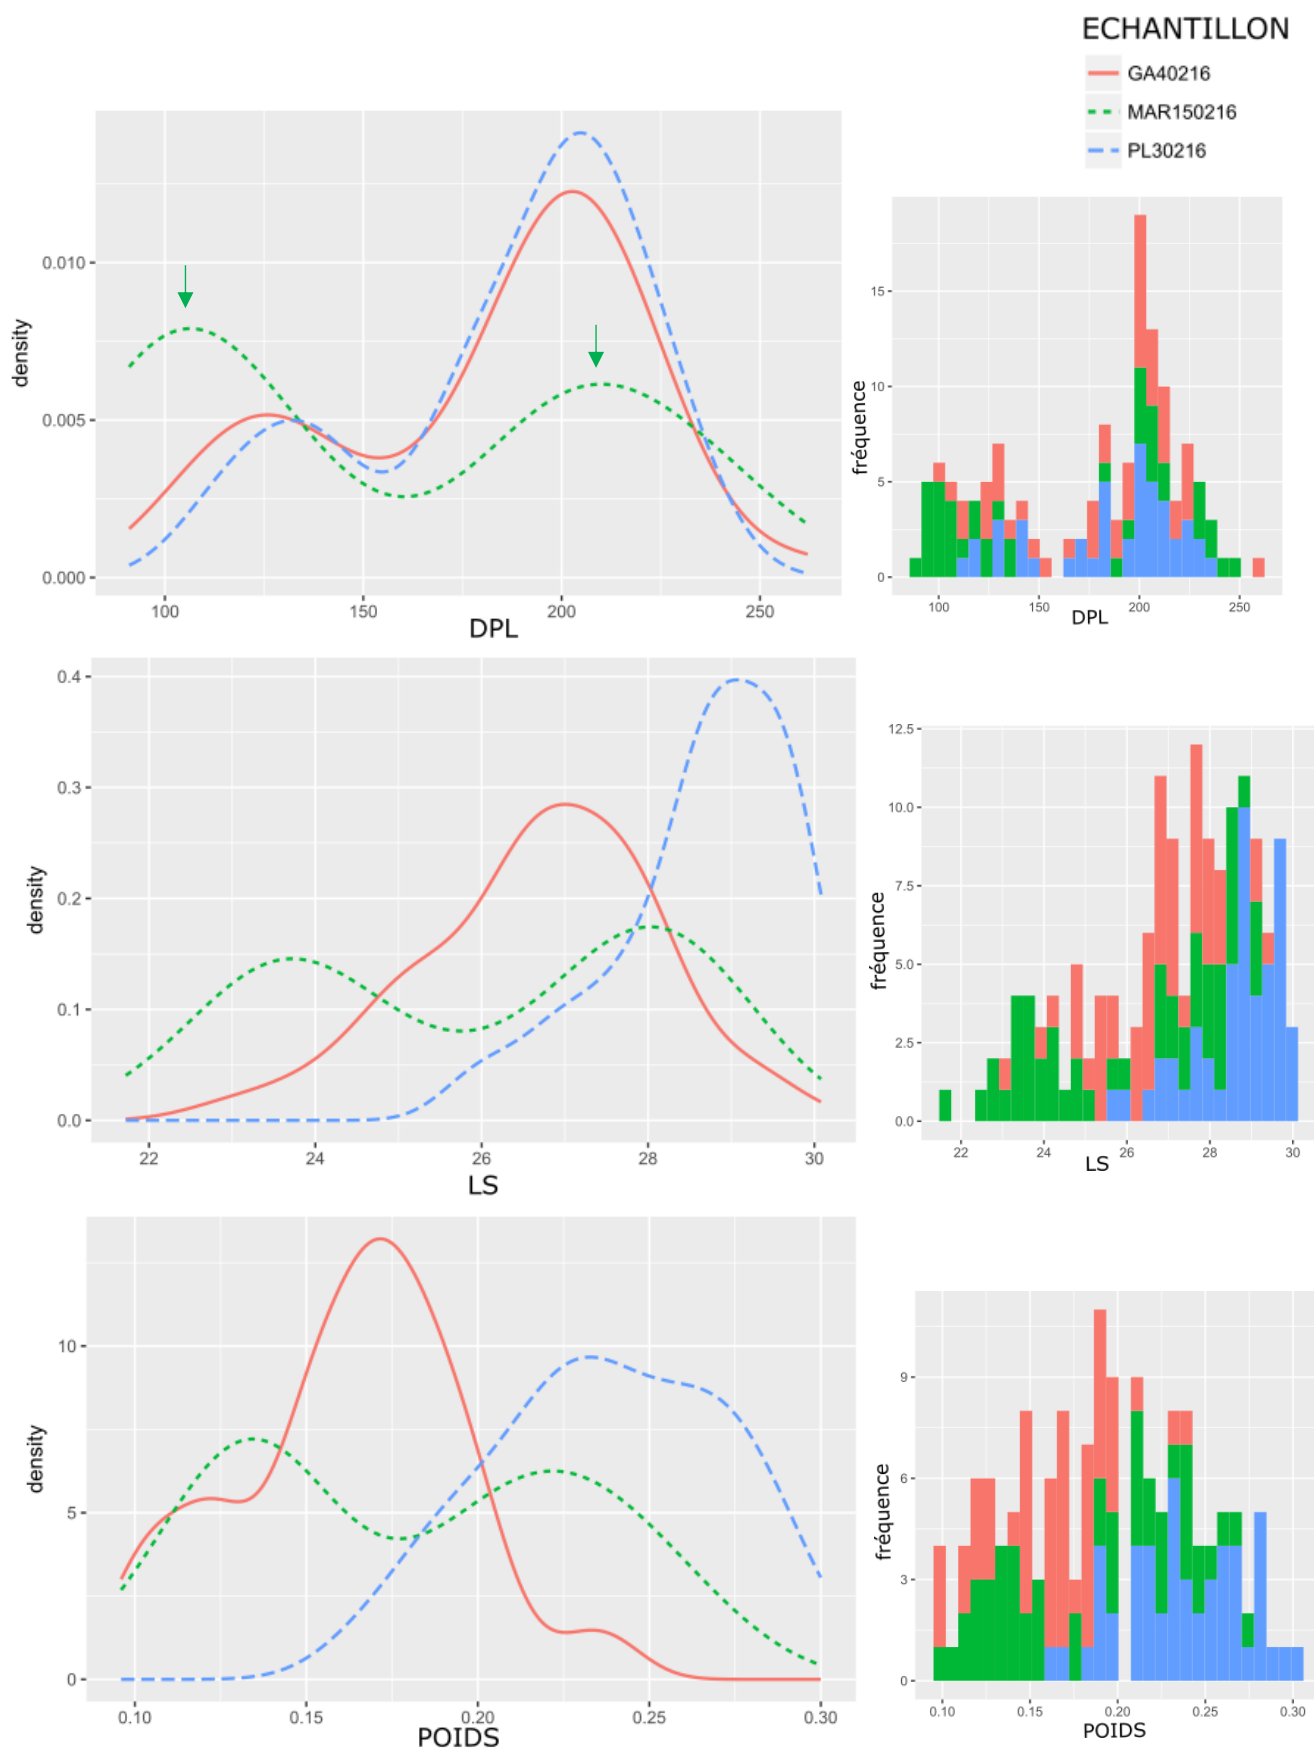 ECHANTILLON
GA40216
MAR150216
PL30216
density
0.010
0.005
0.000
100 150 200 250
DPL
fréquence
15
10
5
0
100 150 200 250
DPL
density
0.4
0.3
0.2
0.1
0.0
22 24 26 28 30
LS
fréquence
12.5
10.0
7.5
5.0
2.5
0.0
22 24 26 28 30
LS
density
10
5
0
0.10 0.15 0.20 0.25 0.30
POIDS
fréquence
9
6
3
0
0.10 0.15 0.20 0.25 0.30
POIDS